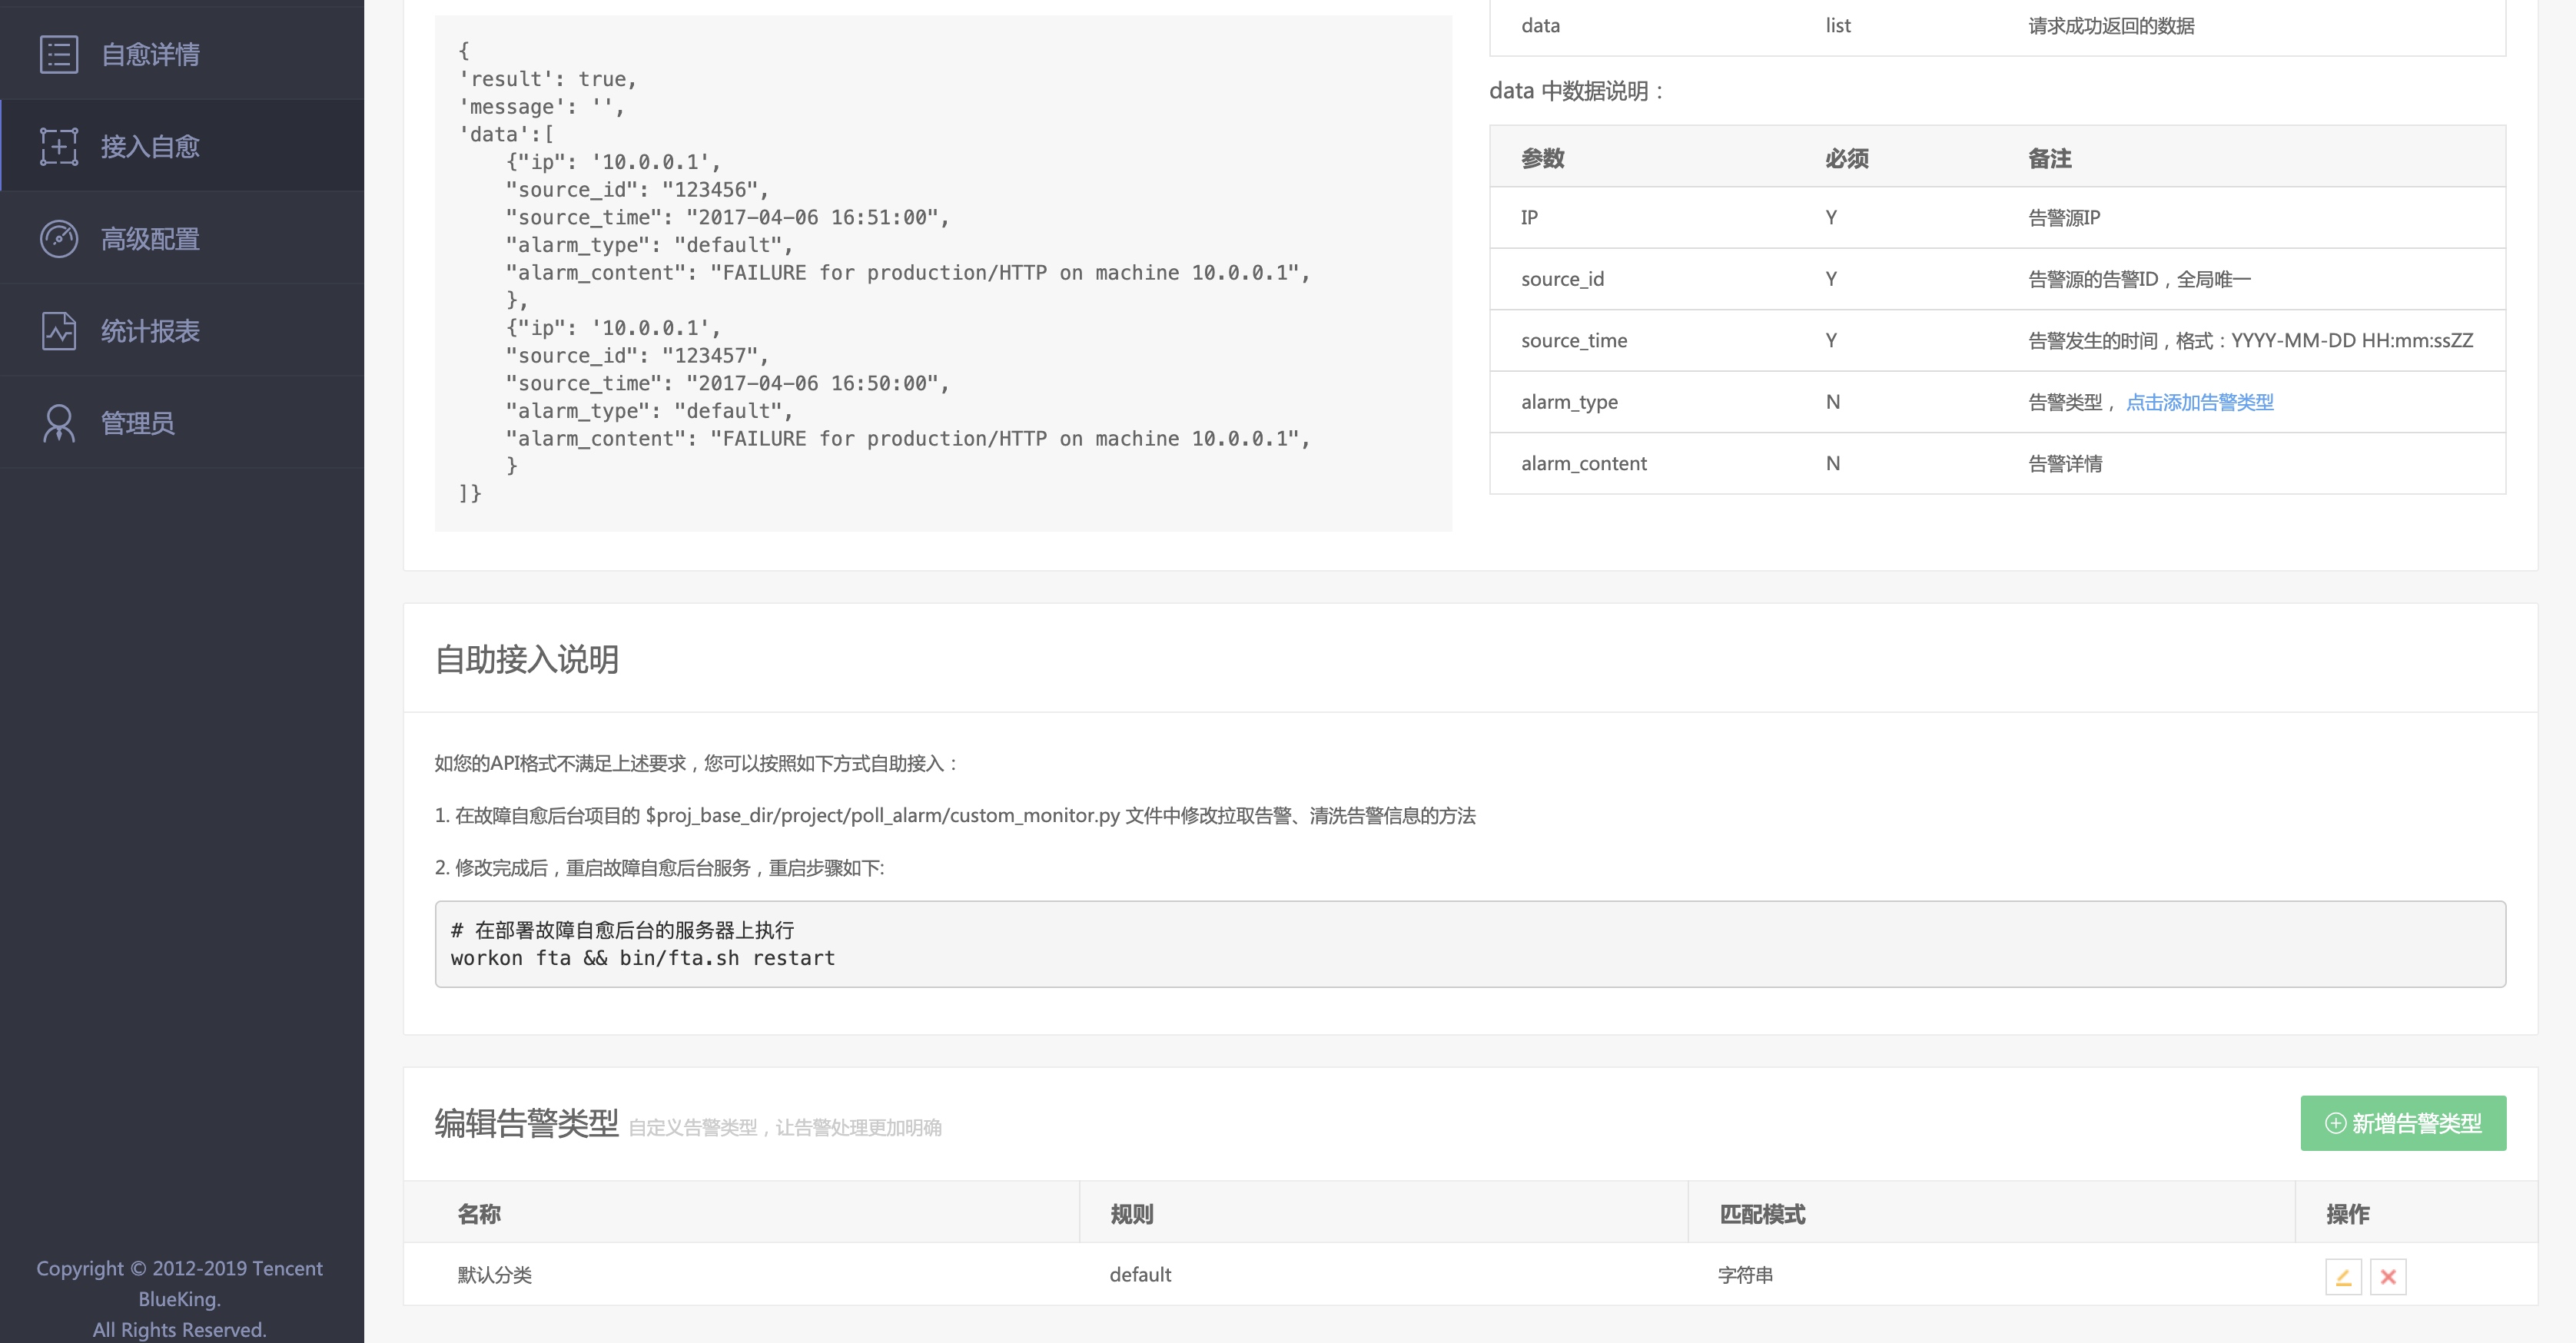 自愈详情
接入自愈
高级配置
统计报表
管理员
Copyright © 2012-2019 Tencent
BlueKing.
All Rights Reserved.
{
'result': true,
'message': '',
'data':[
    {"ip": '10.0.0.1',
    "source_id": "123456",
    "source_time": "2017-04-06 16:51:00",
    "alarm_type": "default",
    "alarm_content": "FAILURE for production/HTTP on machine 10.0.0.1",
    },
    {"ip": '10.0.0.1',
    "source_id": "123457",
    "source_time": "2017-04-06 16:50:00",
    "alarm_type": "default",
    "alarm_content": "FAILURE for production/HTTP on machine 10.0.0.1",
    }
]}
data list 请求成功返回的数据
data 中数据说明：
参数 必须 备注
IP Y 告警源IP
source_id Y 告警源的告警ID，全局唯一
source_time Y 告警发生的时间，格式：YYYY-MM-DD HH:mm:ssZZ
alarm_type N 告警类型， 点击添加告警类型
alarm_content N 告警详情
自助接入说明
如您的API格式不满足上述要求，您可以按照如下方式自助接入：
1. 在故障自愈后台项目的 $proj_base_dir/project/poll_alarm/custom_monitor.py 文件中修改拉取告警、清洗告警信息的方法
2. 修改完成后，重启故障自愈后台服务，重启步骤如下:
# 在部署故障自愈后台的服务器上执行
workon fta && bin/fta.sh restart
编辑告警类型 自定义告警类型，让告警处理更加明确
新增告警类型
名称 规则 匹配模式 操作
默认分类 default 字符串